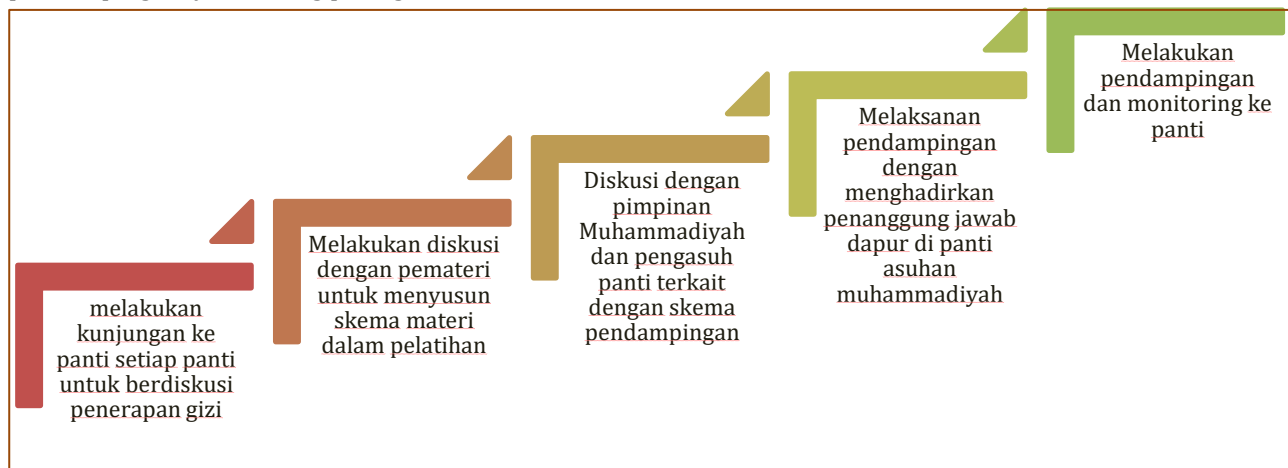 melakukan
kunjungan ke
panti setiap panti
untuk berdiskusi
penerapan gizi
Melakukan diskusi
dengan pemateri
untuk menyusun
skema materi
dalam pelatihan
Diskusi dengan
pimpinan
Muhammadiyah
dan pengasuh
panti terkait
dengan skema
pendampingan
Melaksanan
pendampingan
dengan
menghadirkan
penanggung jawab
dapur di panti
asuhan
muhammadiyah
Melakukan
pendampingan
dan monitoring ke
panti